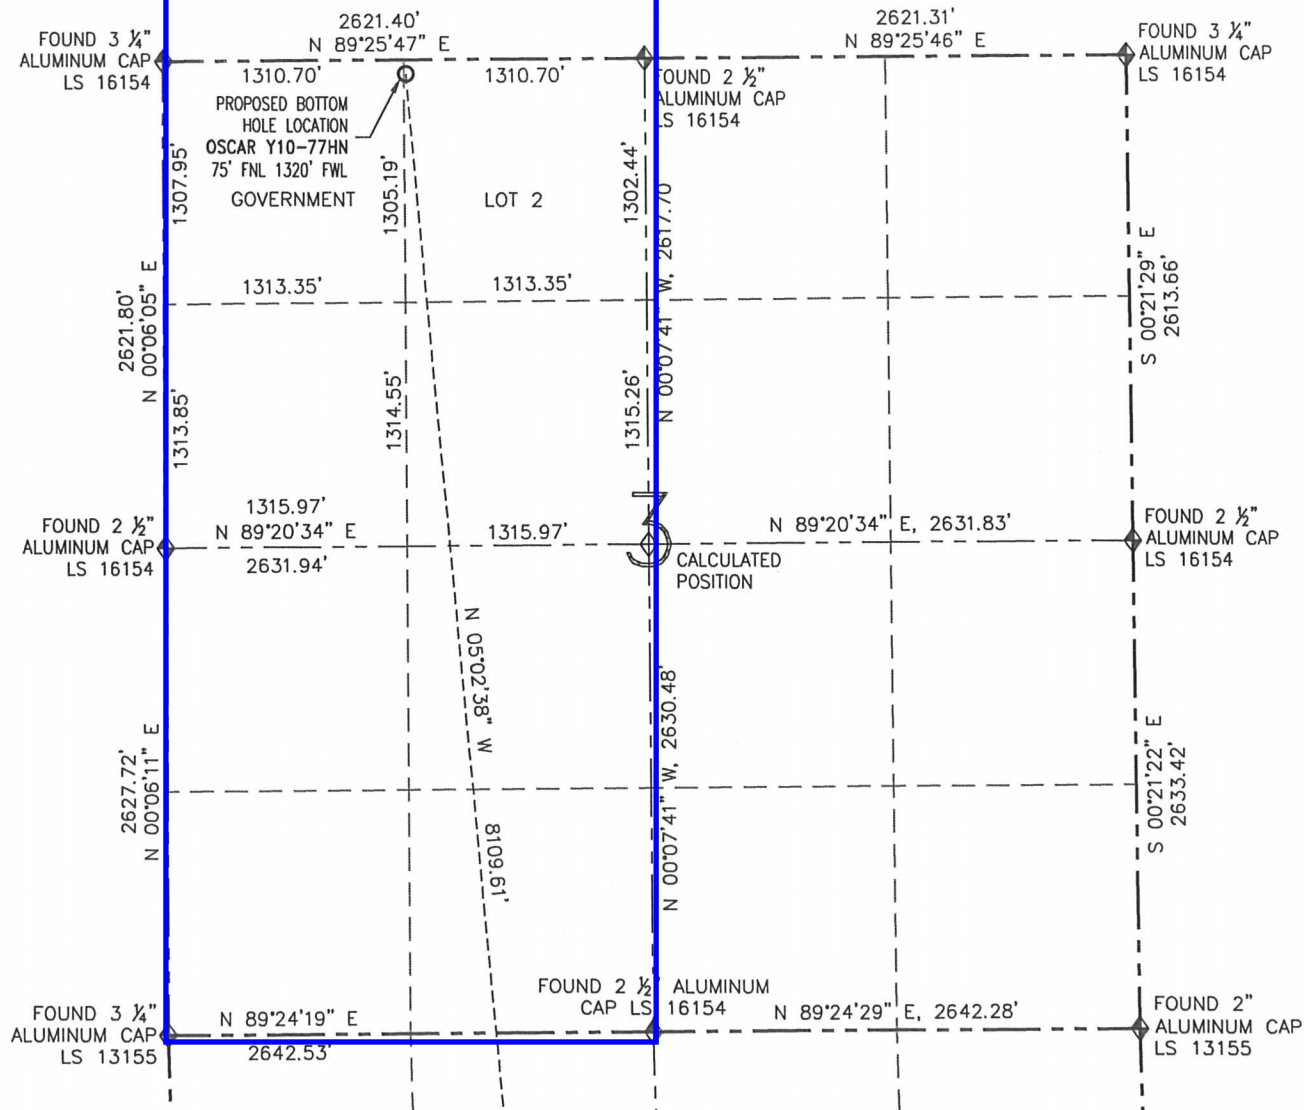 2621.40'
N 89°25'47" E
2621.31'
N 89°25'46" E
FOUND 3 ¼"
ALUMINUM CAP
LS 16154
1310.70'
1310.70'
FOUND 2 ½"
ALUMINUM CAP
LS 16154
FOUND 3 ¼"
ALUMINUM CAP
LS 16154
PROPOSED BOTTOM
HOLE LOCATION
OSCAR Y10-77HN
75' FNL 1320' FWL
GOVERNMENT LOT 2
1307.95'
1305.19'
1302.44'
N 00°07'41" W, 2617.70
2621.80'
N 00°06'05" E
S 00°21'29" E
2613.66'
1313.35'
1313.35'
1313.85'
1314.55'
1315.26'
1315.97'
N 89°20'34" E
2631.94'
1315.97'
N 89°20'34" E, 2631.83'
FOUND 2 ½"
ALUMINUM CAP
LS 16154
3
CALCULATED
POSITION
FOUND 2 ½"
ALUMINUM CAP
LS 16154
N 05°02'38" W
8109.61'
2627.72'
N 00°06'11" E
N 00°07'41" W, 2630.48'
S 00°21'22" E
2633.42'
FOUND 3 ¼"
ALUMINUM CAP
LS 13155
N 89°24'19" E
2642.53'
FOUND 2 ½" ALUMINUM
CAP LS 16154
N 89°24'29" E, 2642.28'
FOUND 2"
ALUMINUM CAP
LS 13155